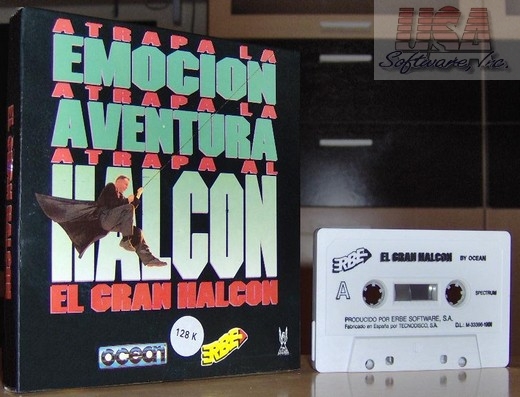 ATRAPA LA
EMOCION
ATRAPA LA
AVENTURA
ATRAPA AL
HALCON
EL GRAN HALCON
128 K
ocean
ERBE
EL GRAN HALCON
ERBE
EL GRAN HALCON
BY OCEAN
A
SPECTRUM
PRODUCIDO POR ERBE SOFTWARE, S.A.
Fabricado en España por TECNODISCO, S.A.
USA
Software, Inc.